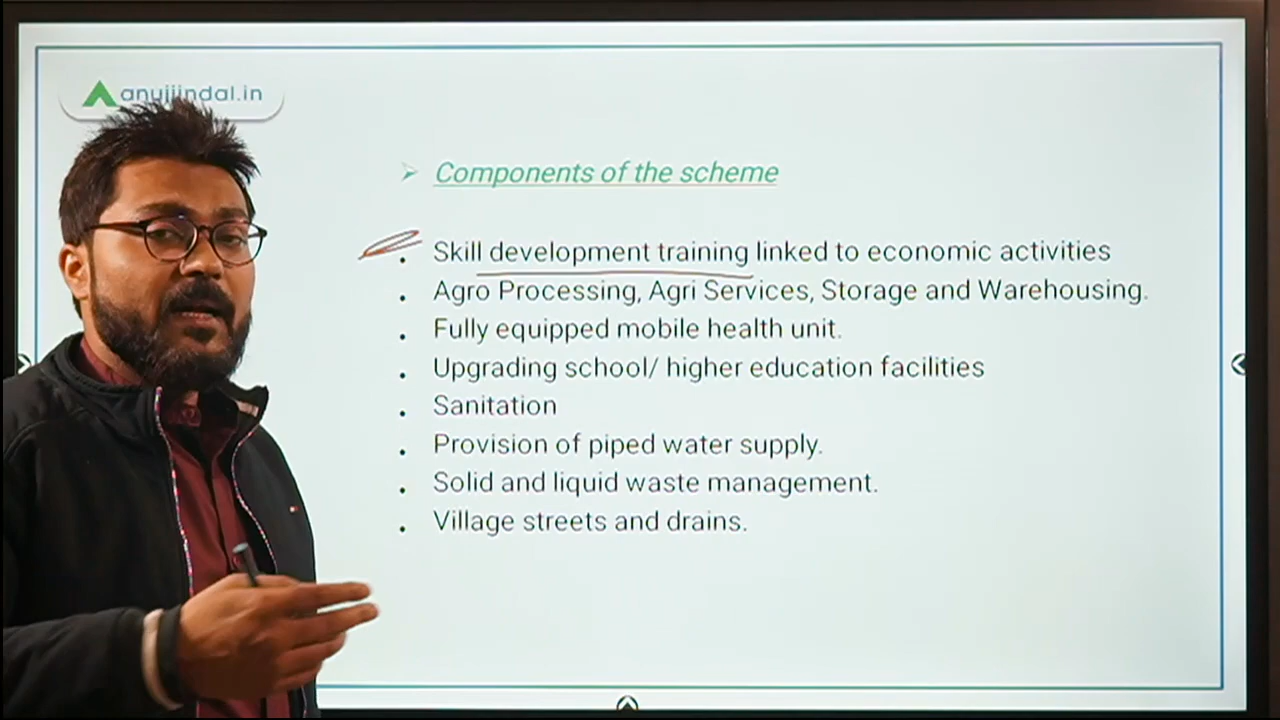 anujjindal.in
Components of the scheme
Skill development training linked to economic activities
Agro Processing, Agri Services, Storage and Warehousing.
Fully equipped mobile health unit.
Upgrading school/ higher education facilities
Sanitation
Provision of piped water supply.
Solid and liquid waste management.
Village streets and drains.